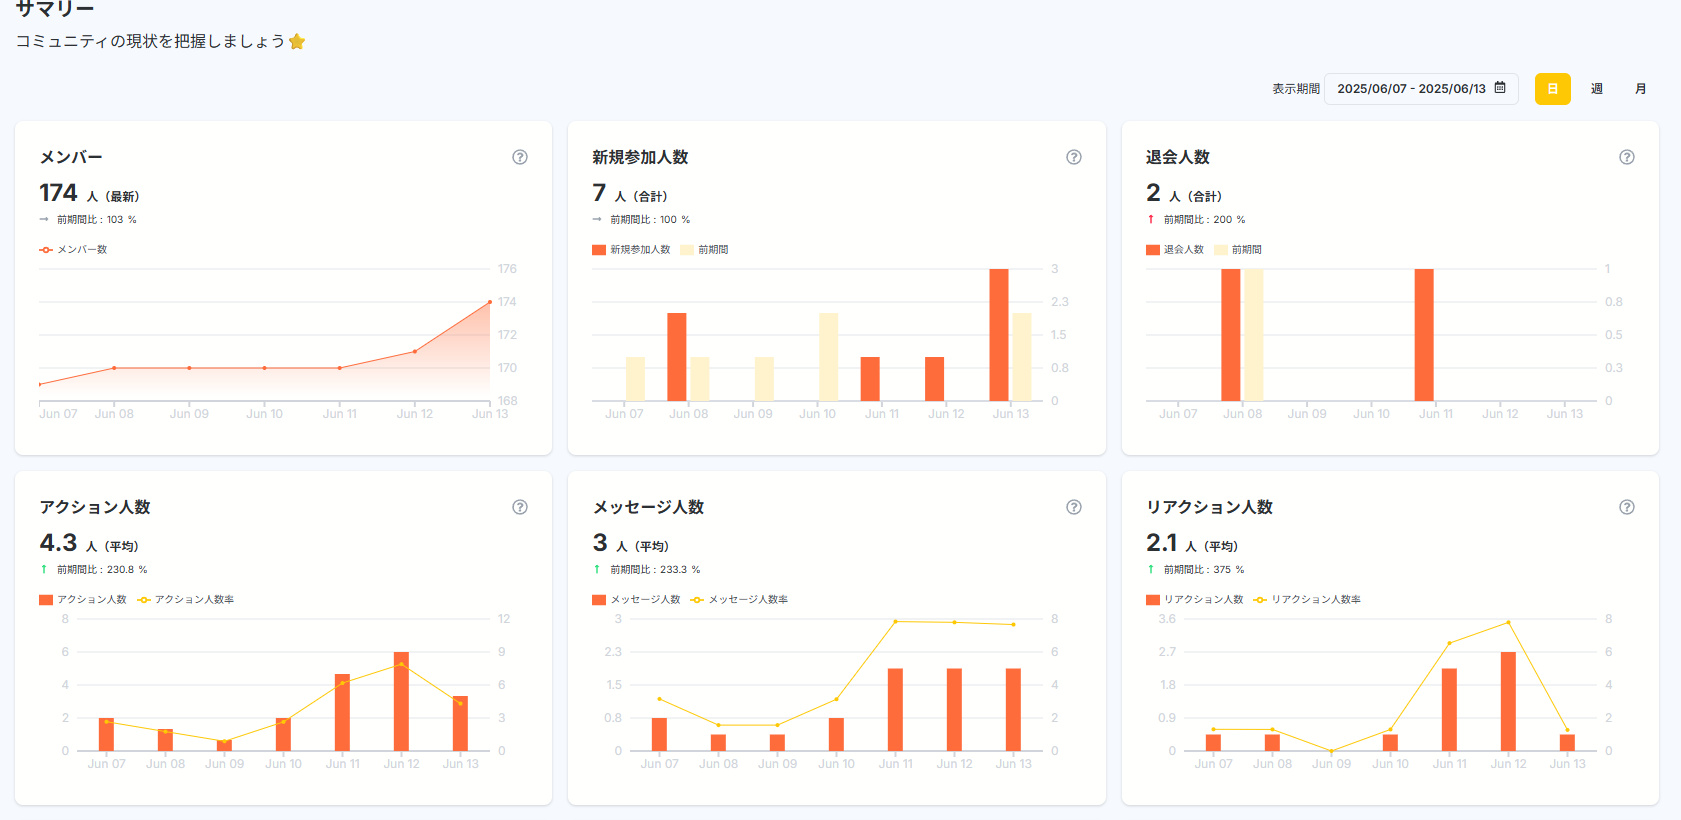 サマリー
コミュニティの現状を把握しましょう⭐
表示期間 2025/06/07 - 2025/06/13 日 週 月
メンバー
174 人（最新）
→ 前期間比 : 103 %
メンバー数
176
174
172
170
168
Jun 07 Jun 08 Jun 09 Jun 10 Jun 11 Jun 12 Jun 13
新規参加人数
7 人（合計）
→ 前期間比 : 100 %
新規参加人数 前期間
3
2.3
1.5
0.8
0
Jun 07 Jun 08 Jun 09 Jun 10 Jun 11 Jun 12 Jun 13
退会人数
2 人（合計）
↑ 前期間比 : 200 %
退会人数 前期間
1
0.8
0.5
0.3
0
Jun 07 Jun 08 Jun 09 Jun 10 Jun 11 Jun 12 Jun 13
アクション人数
4.3 人（平均）
↑ 前期間比 : 230.8 %
アクション人数 アクション人数率
8 12
6 9
4 6
2 3
0 0
Jun 07 Jun 08 Jun 09 Jun 10 Jun 11 Jun 12 Jun 13
メッセージ人数
3 人（平均）
↑ 前期間比 : 233.3 %
メッセージ人数 メッセージ人数率
3 8
2.3 6
1.5 4
0.8 2
0 0
Jun 07 Jun 08 Jun 09 Jun 10 Jun 11 Jun 12 Jun 13
リアクション人数
2.1 人（平均）
↑ 前期間比 : 375 %
リアクション人数 リアクション人数率
3.6 8
2.7 6
1.8 4
0.9 2
0 0
Jun 07 Jun 08 Jun 09 Jun 10 Jun 11 Jun 12 Jun 13